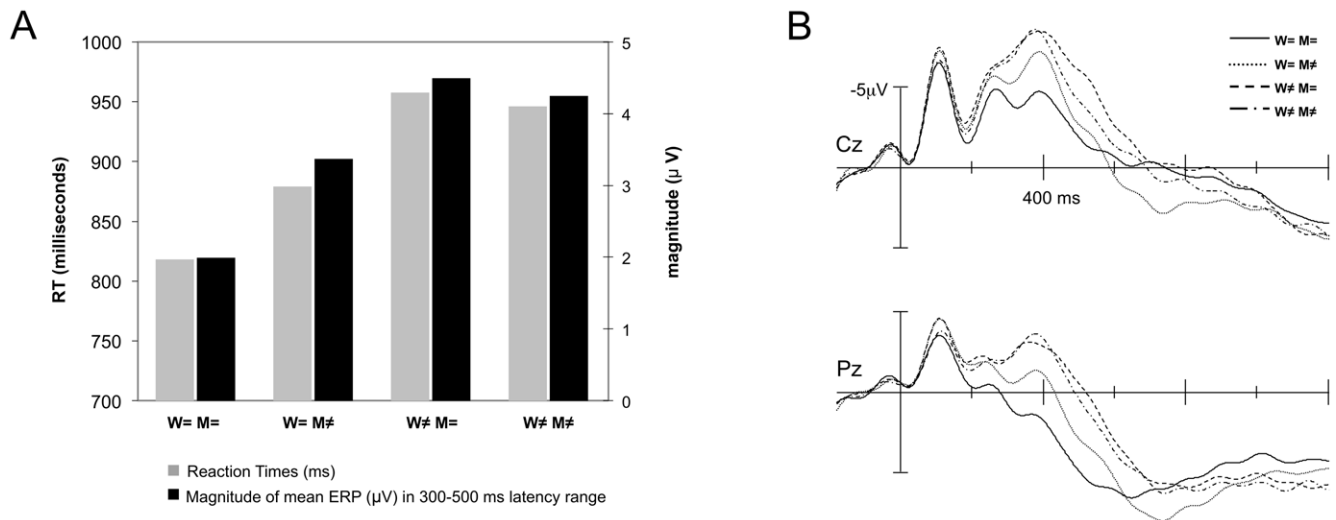 A
1000
950
900
850
800
750
700
RT (milliseconds)
5
4
3
2
1
0
magnitude (μ V)
W= M=
W= M≠
W≠ M=
W≠ M≠
Reaction Times (ms)
Magnitude of mean ERP (μV) in 300-500 ms latency range
B
-5μV
Cz
400 ms
W= M=
W= M≠
W≠ M=
W≠ M≠
Pz